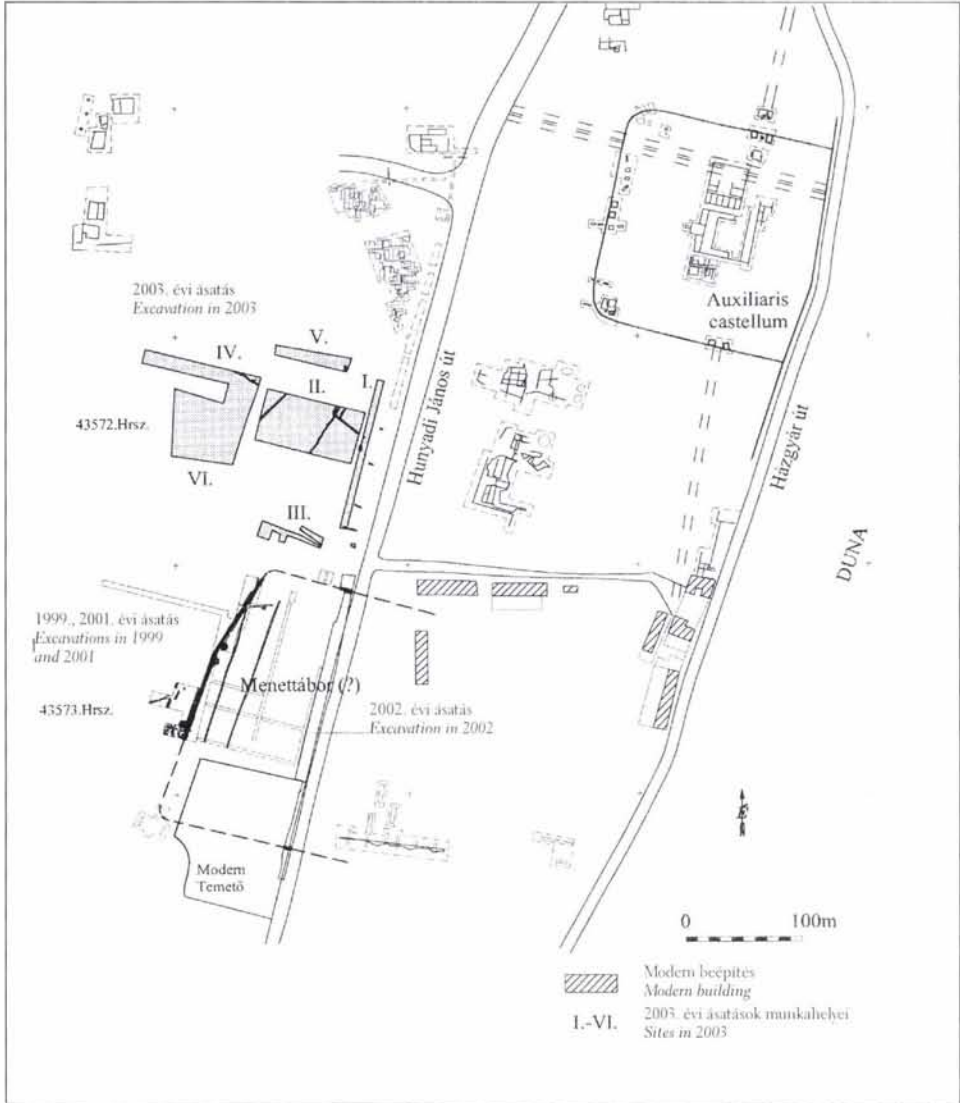 Auxiliaris
castellum
2003. évi ásatás
Excavation in 2003
V.
IV.
I.
II.
43572.Hrsz.
VI.
III.
Hunyadi János út
Házgyár út
DUNA
1999., 2001. évi ásatás
Excavations in 1999
and 2001
Menettábor (?)
43573.Hrsz.
2002. évi ásatás
Excavation in 2002
Modern
Temető
0 100m
Modern beépítés
Modern building
I.-VI.
2003. évi ásatások munkahelyei
Sites in 2003